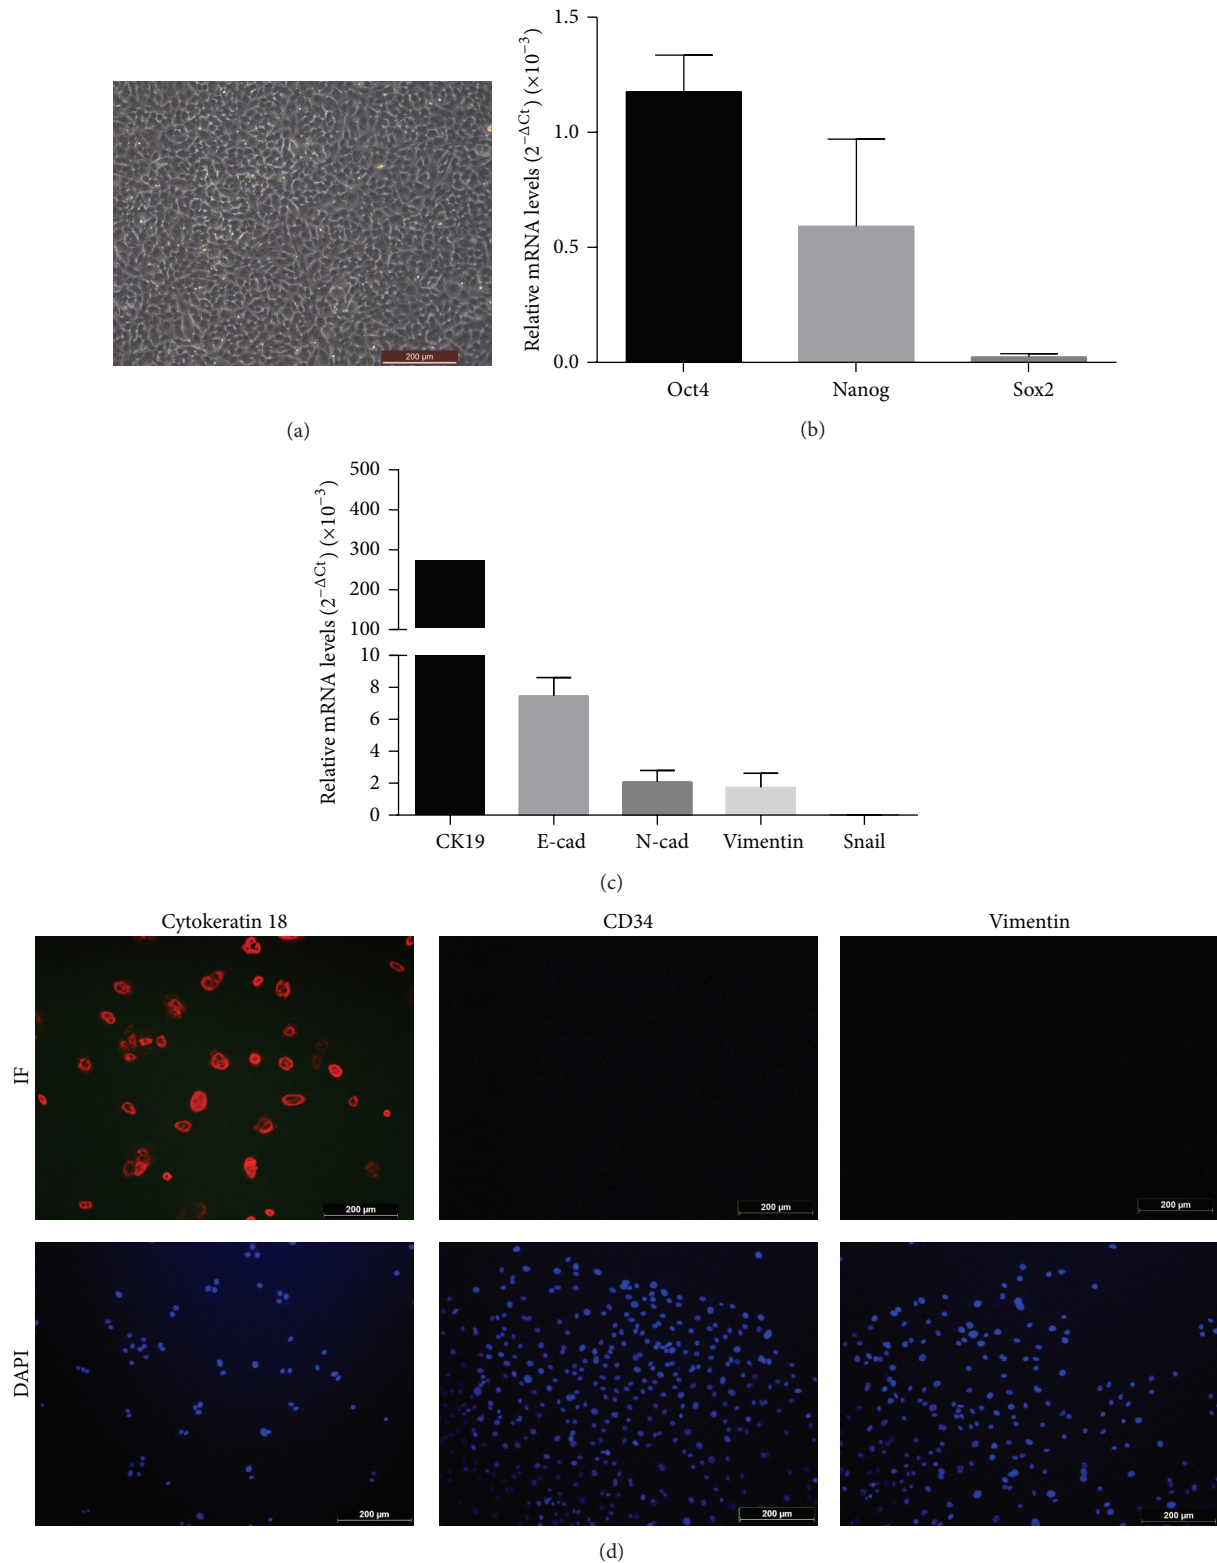 Relative mRNA levels (2^−ΔCt) (×10^−3)
1.5
1.0
0.5
0.0
Oct4 Nanog Sox2
200 µm
(a)
(b)
Relative mRNA levels (2^−ΔCt) (×10^−3)
500
400
300
200
100
10
8
6
4
2
0
CK19 E-cad N-cad Vimentin Snail
(c)
Cytokeratin 18 CD34 Vimentin
IF
200 µm 200 µm 200 µm
DAPI
200 µm 200 µm 200 µm
(d)